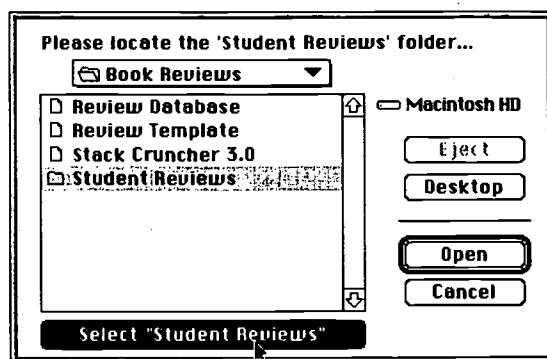 Please locate the 'Student Reviews' folder...
Book Reviews
Review Database
Review Template
Stack Cruncher 3.0
Student Reviews
Macintosh HD
Eject
Desktop
Open
Cancel
Select "Student Reviews"